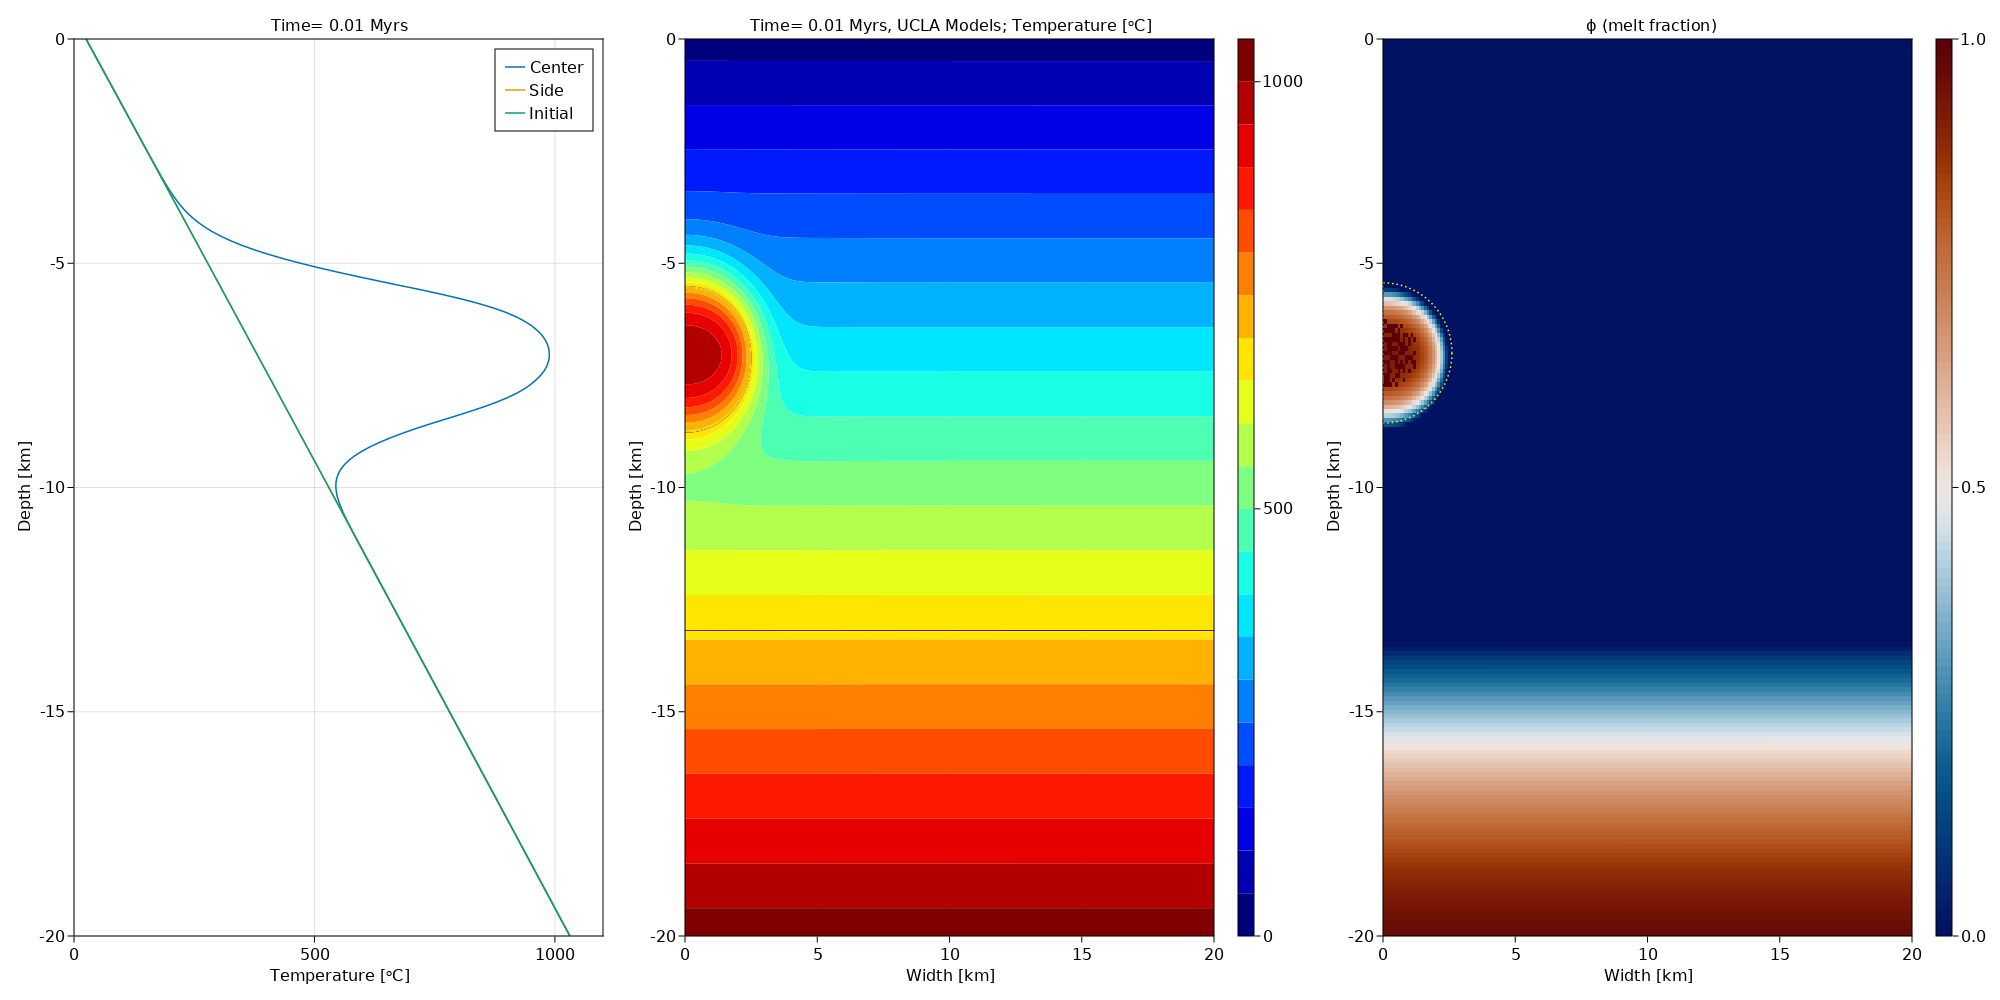 Time= 0.01 Myrs
Center
Side
Initial
0
-5
-10
-15
-20
Depth [km]
0
500
1000
Temperature [ᵒC]
Time= 0.01 Myrs, UCLA Models; Temperature [ᵒC]
0
-5
-10
-15
-20
Depth [km]
0
5
10
15
20
Width [km]
1000
500
0
ϕ (melt fraction)
0
-5
-10
-15
-20
Depth [km]
0
5
10
15
20
Width [km]
1.0
0.5
0.0